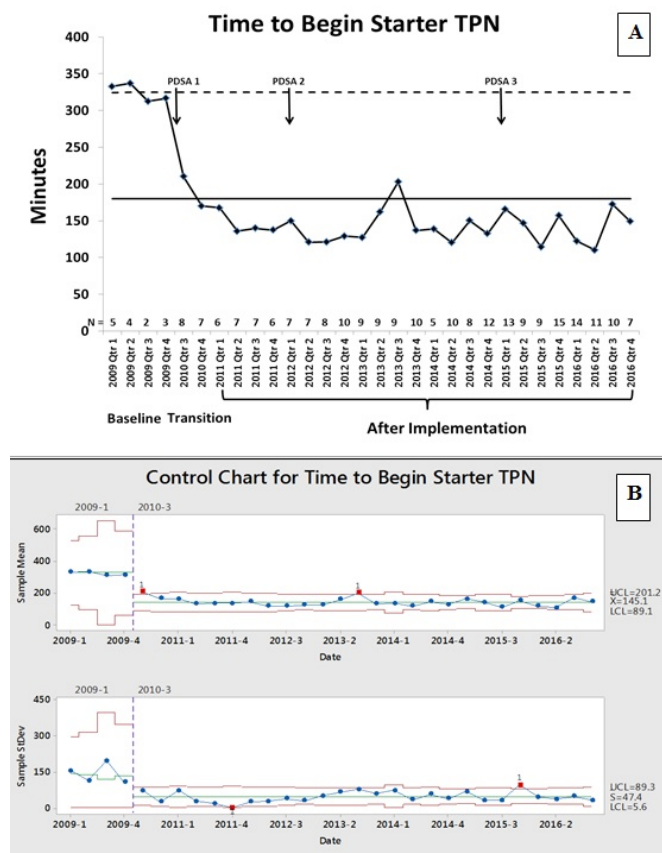 Time to Begin Starter TPN
A
400
350
300
250
200
150
100
50
0
Minutes
PDSA 1
PDSA 2
PDSA 3
N = 5 4 2 3 8 7 6 7 7 6 7 7 8 10 9 9 9 10 5 10 8 12 13 9 9 15 14 11 10 7
2009 Qtr 1
2009 Qtr 2
2009 Qtr 3
2009 Qtr 4
2010 Qtr 3
2010 Qtr 4
2011 Qtr 1
2011 Qtr 2
2011 Qtr 3
2011 Qtr 4
2012 Qtr 1
2012 Qtr 2
2012 Qtr 3
2012 Qtr 4
2013 Qtr 1
2013 Qtr 2
2013 Qtr 3
2013 Qtr 4
2014 Qtr 1
2014 Qtr 2
2014 Qtr 3
2014 Qtr 4
2015 Qtr 1
2015 Qtr 2
2015 Qtr 3
2015 Qtr 4
2016 Qtr 1
2016 Qtr 2
2016 Qtr 3
2016 Qtr 4
Baseline Transition
After Implementation
Control Chart for Time to Begin Starter TPN
B
2009-1 2010-3
Sample Mean
600
400
200
0
1
1
UCL=201.2
X̄=145.1
LCL=89.1
2009-1 2009-4 2011-1 2011-4 2012-3 2013-2 2014-1 2014-4 2015-3 2016-2
Date
2009-1 2010-3
Sample StDev
450
300
150
0
1
1
UCL=89.3
S̄=47.4
LCL=5.6
2009-1 2009-4 2011-1 2011-4 2012-3 2013-2 2014-1 2014-4 2015-3 2016-2
Date